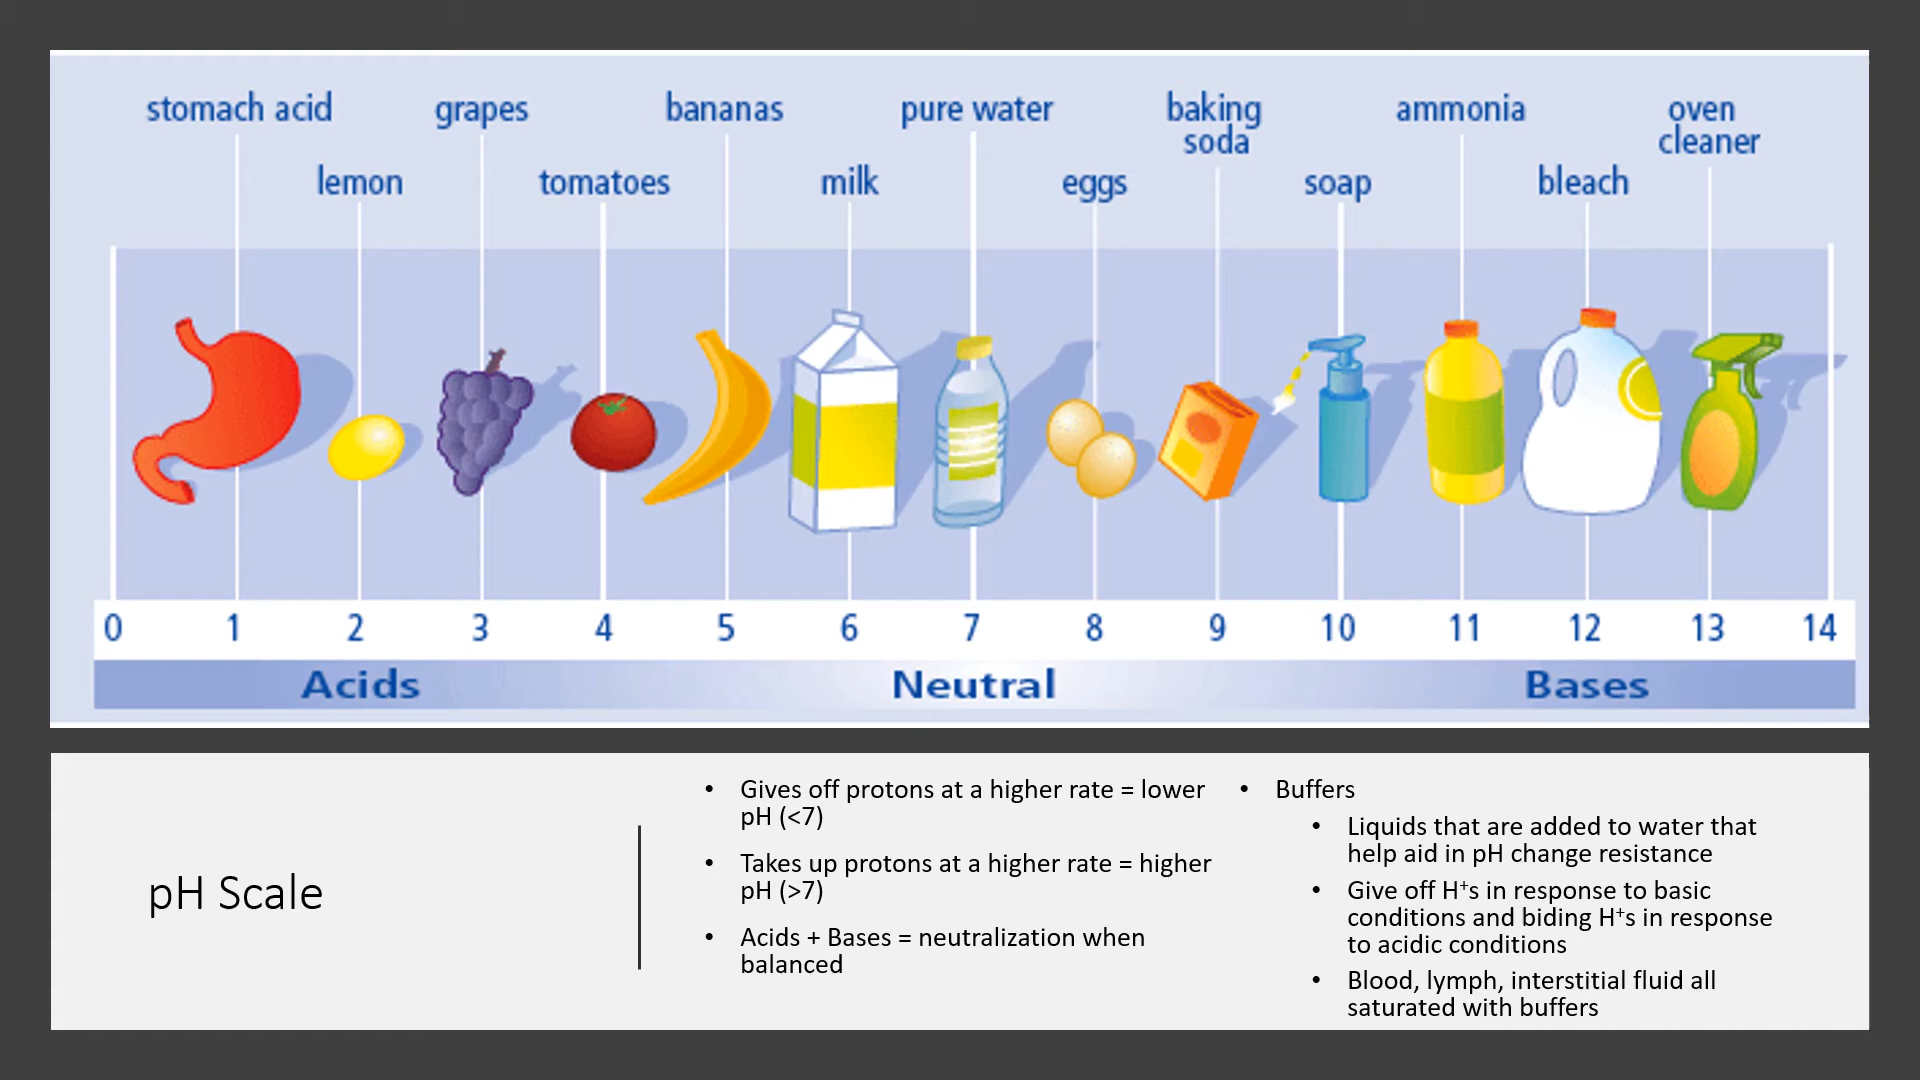 stomach acid grapes bananas pure water baking soda ammonia oven cleaner
lemon tomatoes milk eggs soap bleach
0 1 2 3 4 5 6 7 8 9 10 11 12 13 14
Acids Neutral Bases
pH Scale
• Gives off protons at a higher rate = lower
pH (<7)
• Takes up protons at a higher rate = higher
pH (>7)
• Acids + Bases = neutralization when
balanced
• Buffers
• Liquids that are added to water that
help aid in pH change resistance
• Give off H⁺s in response to basic
conditions and biding H⁺s in response
to acidic conditions
• Blood, lymph, interstitial fluid all
saturated with buffers